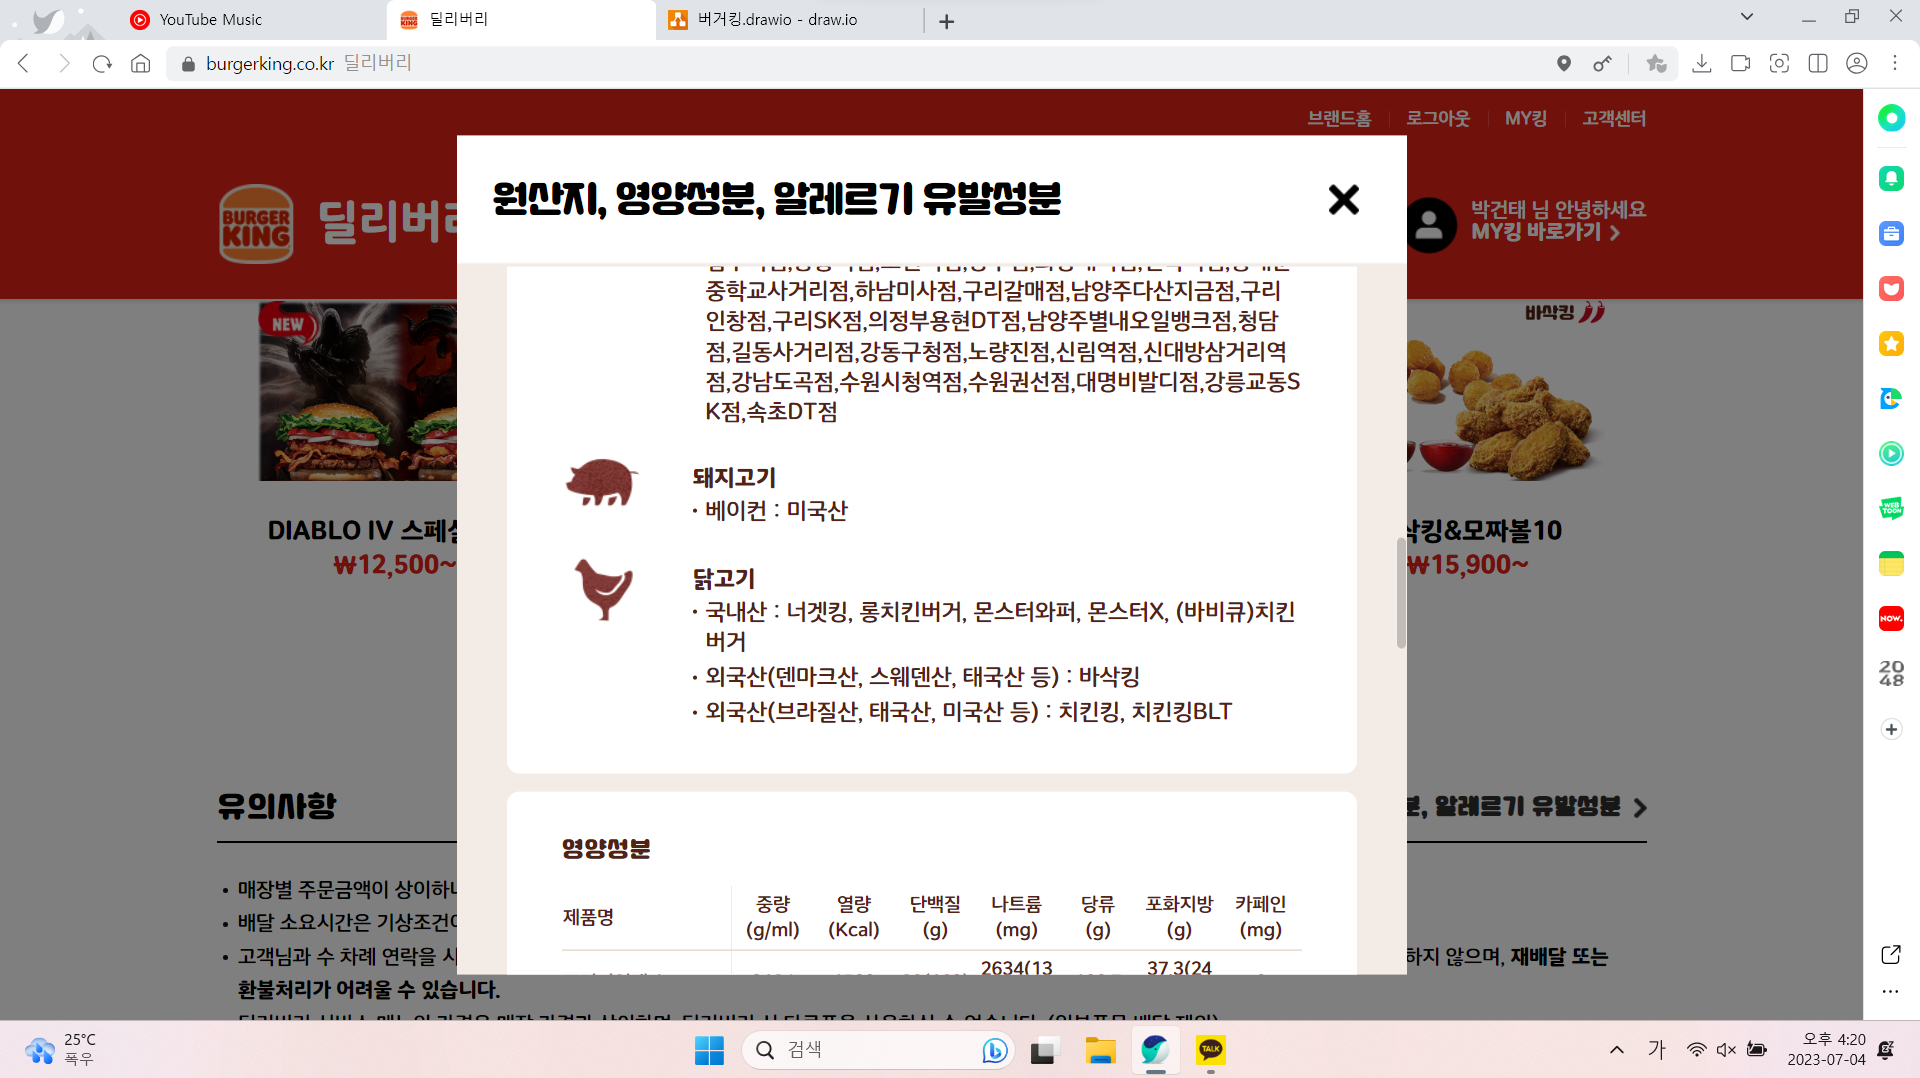 YouTube Music
딜리버리
버거킹.drawio - draw.io
burgerking.co.kr 딜리버리
브랜드홈
로그아웃
MY킹
고객센터
BURGER KING
딜리버리
박건태 님 안녕하세요
MY킹 바로가기
원산지, 영양성분, 알레르기 유발성분
중학교사거리점,하남미사점,구리갈매점,남양주다산지금점,구리
인창점,구리SK점,의정부용현DT점,남양주별내오일뱅크점,청담
점,길동사거리점,강동구청점,노량진점,신림역점,신대방삼거리역
점,강남도곡점,수원시청역점,수원권선점,대명비발디점,강릉교동S
K점,속초DT점
돼지고기
· 베이컨 : 미국산
닭고기
· 국내산 : 너겟킹, 롱치킨버거, 몬스터와퍼, 몬스터X, (바비큐)치킨
버거
· 외국산(덴마크산, 스웨덴산, 태국산 등) : 바삭킹
· 외국산(브라질산, 태국산, 미국산 등) : 치킨킹, 치킨킹BLT
영양성분
제품명
중량
(g/ml)
열량
(Kcal)
단백질
(g)
나트륨
(mg)
당류
(g)
포화지방
(g)
카페인
(mg)
2634(13
37.3(24
NEW
DIABLO IV 스페셜
₩12,500~
바삭킹
삭킹&모짜볼10
₩15,900~
유의사항
분, 알레르기 유발성분
• 매장별 주문금액이 상이하니
• 배달 소요시간은 기상조건이
• 고객님과 수 차례 연락을 시
하지 않으며, 재배달 또는
환불처리가 어려울 수 있습니다.
WEB TOON
NOW.
2048
25°C
폭우
검색
TALK
가
오후 4:20
2023-07-04